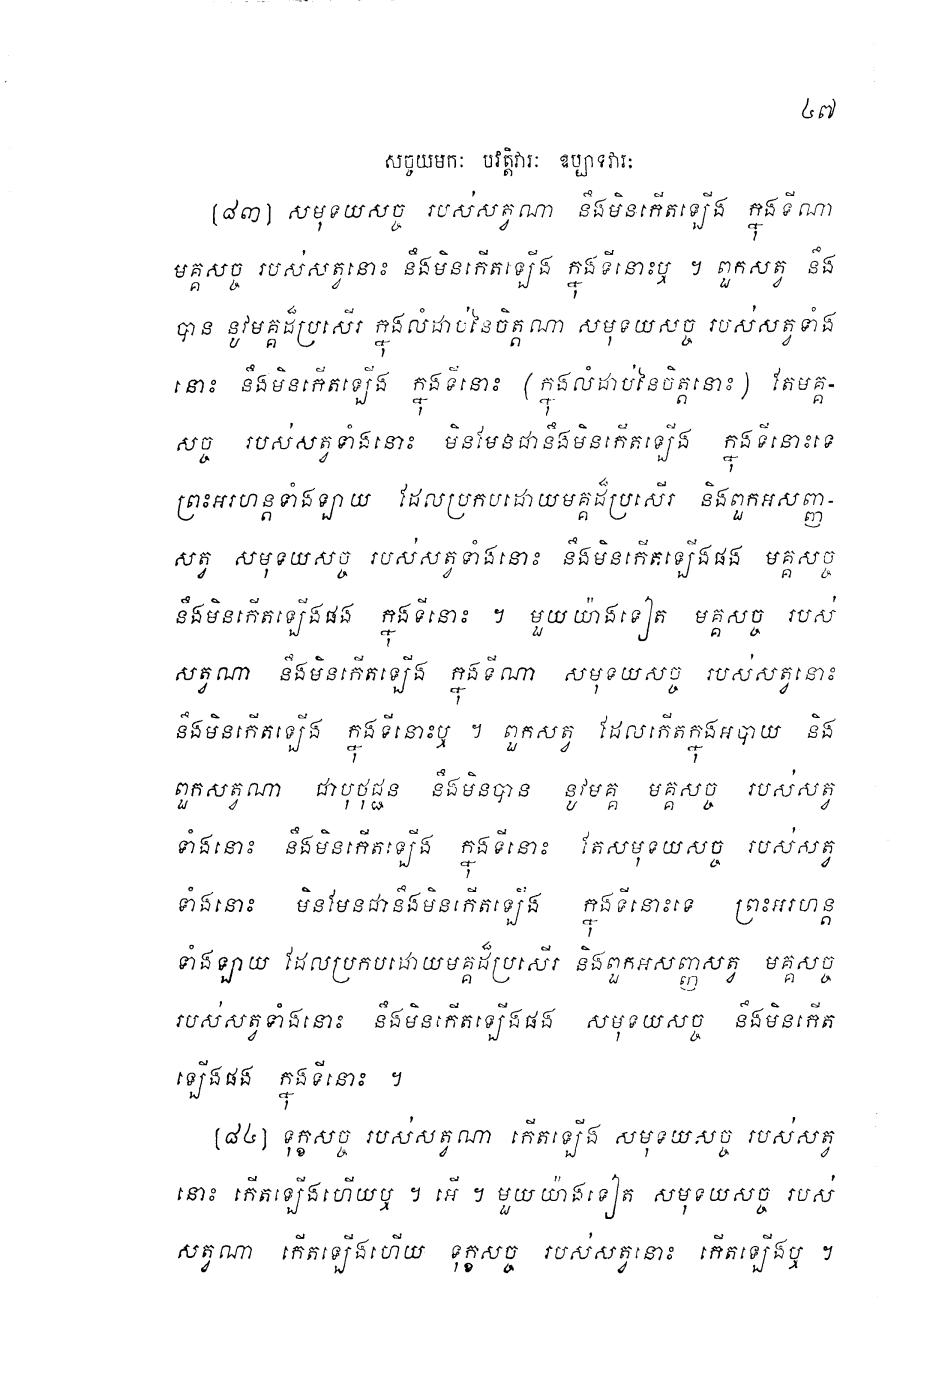 ៤៧
សច្ចយមកៈ បវត្តិវារៈ ឧប្បាទវារៈ
(៨៣) សមុទយសច្ច របស់សត្វណា នឹងមិនកើតឡើង ក្នុងទីណា
មគ្គសច្ច របស់សត្វនោះ នឹងមិនកើតឡើង ក្នុងទីនោះឬ ។ ពួកសត្វ នឹង
បាន នូវមគ្គដ៏ប្រសើរ ក្នុងលំដាប់នៃចិត្តណា សមុទយសច្ច របស់សត្វទាំង
នោះ នឹងមិនកើតឡើង ក្នុងទីនោះ (ក្នុងលំដាប់នៃចិត្តនោះ) តែមគ្គ-
សច្ច របស់សត្វទាំងនោះ មិនមែនជានឹងមិនកើតឡើង ក្នុងទីនោះទេ
ព្រះអរហន្តទាំងឡាយ ដែលប្រកបដោយមគ្គដ៏ប្រសើរ និងពួកអសញ្ញ-
សត្វ សមុទយសច្ច របស់សត្វទាំងនោះ នឹងមិនកើតឡើងផង មគ្គសច្ច
នឹងមិនកើតឡើងផង ក្នុងទីនោះ ។ មួយយ៉ាងទៀត មគ្គសច្ច របស់
សត្វណា នឹងមិនកើតឡើង ក្នុងទីណា សមុទយសច្ច របស់សត្វនោះ
នឹងមិនកើតឡើង ក្នុងទីនោះឬ ។ ពួកសត្វ ដែលកើតក្នុងអបាយ និង
ពួកសត្វណា ជាបុថុជ្ជន នឹងមិនបាន នូវមគ្គ មគ្គសច្ច របស់សត្វ
ទាំងនោះ នឹងមិនកើតឡើង ក្នុងទីនោះ តែសមុទយសច្ច របស់សត្វ
ទាំងនោះ មិនមែនជានឹងមិនកើតឡើង ក្នុងទីនោះទេ ព្រះអរហន្ត
ទាំងឡាយ ដែលប្រកបដោយមគ្គដ៏ប្រសើរ និងពួកអសញ្ញសត្វ មគ្គសច្ច
របស់សត្វទាំងនោះ នឹងមិនកើតឡើងផង សមុទយសច្ច នឹងមិនកើត
ឡើងផង ក្នុងទីនោះ ។
(៨៤) ទុក្ខសច្ច របស់សត្វណា កើតឡើង សមុទយសច្ច របស់សត្វ
នោះ កើតឡើងហើយឬ ។ អើ ។ មួយយ៉ាងទៀត សមុទយសច្ច របស់
សត្វណា កើតឡើងហើយ ទុក្ខសច្ច របស់សត្វនោះ កើតឡើងឬ ។